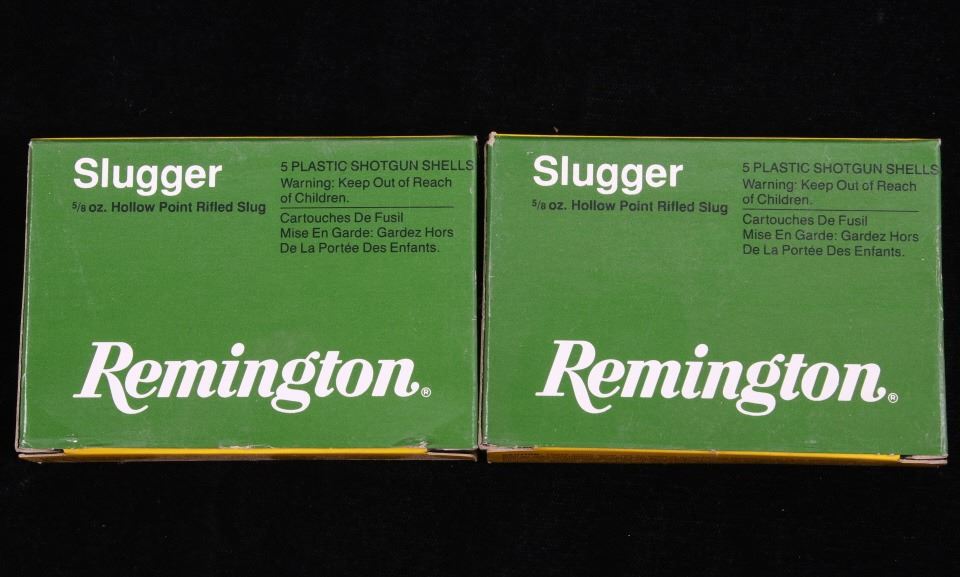 Slugger
5/8 oz. Hollow Point Rifled Slug
5 PLASTIC SHOTGUN SHELLS
Warning: Keep Out of Reach
of Children.
Cartouches De Fusil
Mise En Garde: Gardez Hors
De La Portée Des Enfants.
Remington®
Slugger
5/8 oz. Hollow Point Rifled Slug
5 PLASTIC SHOTGUN SHELLS
Warning: Keep Out of Reach
of Children.
Cartouches De Fusil
Mise En Garde: Gardez Hors
De La Portée Des Enfants.
Remington®